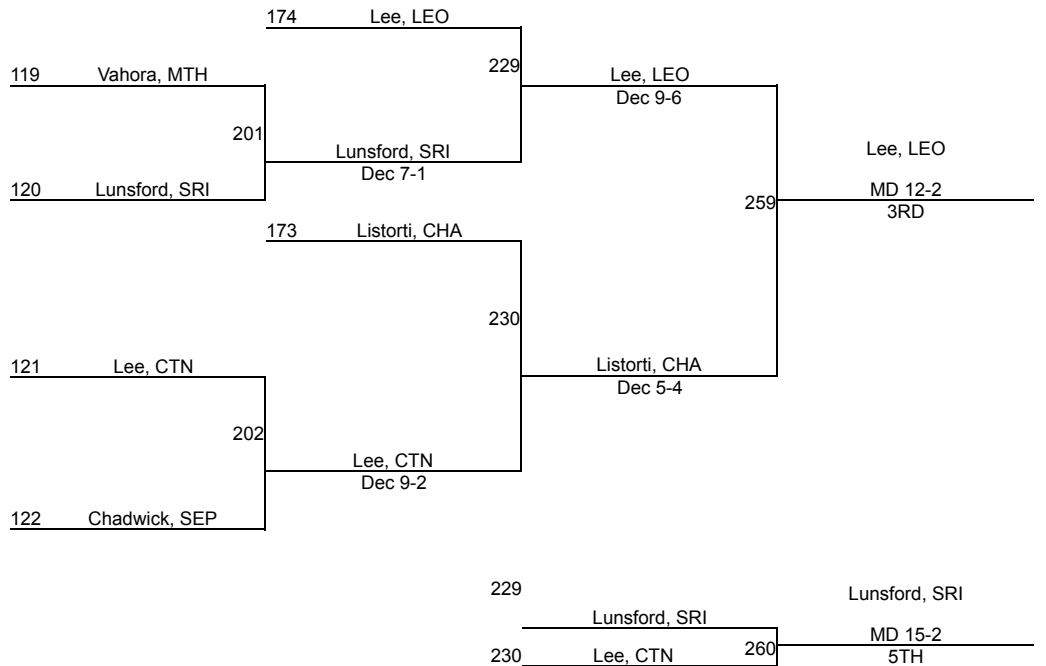 174 Lee, LEO
119 Vahora, MTH
229
Lee, LEO
Dec 9-6
201
Lunsford, SRI
Dec 7-1
Lee, LEO
120 Lunsford, SRI
259
MD 12-2
3RD
173 Listorti, CHA
230
121 Lee, CTN
Listorti, CHA
Dec 5-4
202
Lee, CTN
Dec 9-2
122 Chadwick, SEP
229
Lunsford, SRI
Lunsford, SRI
MD 15-2
230 Lee, CTN
260
5TH